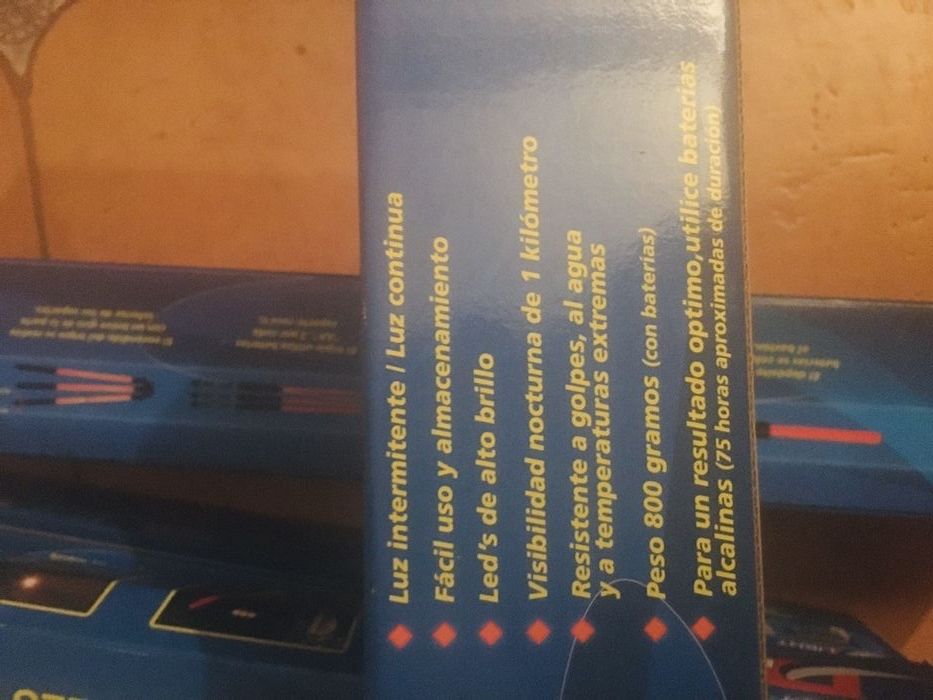 Luz intermitente / Luz continua
Fácil uso y almacenamiento
Led's de alto brillo
Visibilidad nocturna de 1 kilómetro
Resistente a golpes, al agua
y a temperaturas extremas
Peso 800 gramos (con baterías)
Para un resultado optimo,utilice baterias
alcalinas (75 horas aproximadas de duración)